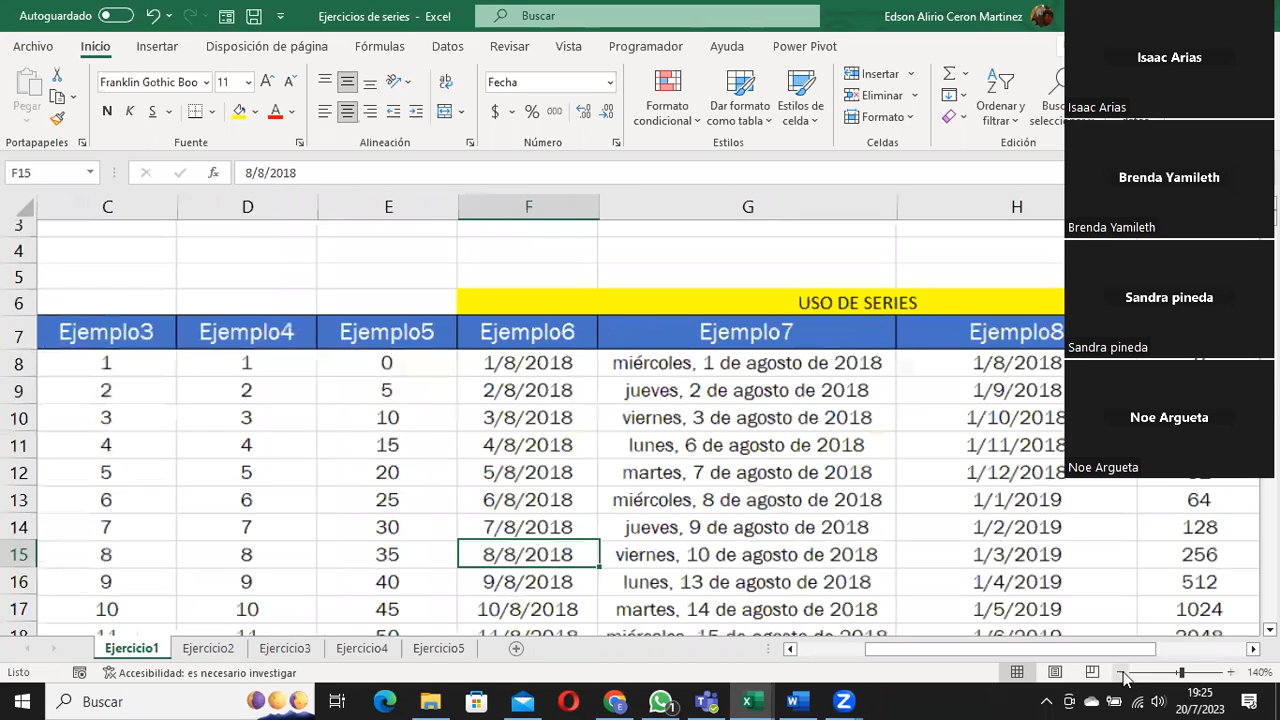 Autoguardado
Ejercicios de series - Excel
Buscar
Edson Alirio Ceron Martinez
Archivo Inicio Insertar Disposición de página Fórmulas Datos Revisar Vista Programador Ayuda Power Pivot
Pegar
Franklin Gothic Boo 11
N K S
Fecha
$ % 000
Formato condicional
Dar formato como tabla
Estilos de celda
Insertar
Eliminar
Formato
Ordenar y filtrar
Portapapeles Fuente Alineación Número Estilos Celdas Edición
F15 fx 8/8/2018
C D E F G H
3
4
5
6 USO DE SERIES
7 Ejemplo3 Ejemplo4 Ejemplo5 Ejemplo6 Ejemplo7 Ejemplo8
8 1 1 0 1/8/2018 miércoles, 1 de agosto de 2018 1/8/2018
9 2 2 5 2/8/2018 jueves, 2 de agosto de 2018 1/9/2018
10 3 3 10 3/8/2018 viernes, 3 de agosto de 2018 1/10/2018
11 4 4 15 4/8/2018 lunes, 6 de agosto de 2018 1/11/2018
12 5 5 20 5/8/2018 martes, 7 de agosto de 2018 1/12/2018
13 6 6 25 6/8/2018 miércoles, 8 de agosto de 2018 1/1/2019 64
14 7 7 30 7/8/2018 jueves, 9 de agosto de 2018 1/2/2019 128
15 8 8 35 8/8/2018 viernes, 10 de agosto de 2018 1/3/2019 256
16 9 9 40 9/8/2018 lunes, 13 de agosto de 2018 1/4/2019 512
17 10 10 45 10/8/2018 martes, 14 de agosto de 2018 1/5/2019 1024
18 11 11 50 11/8/2018 miércoles, 15 de agosto de 2018 1/6/2019 2048
Isaac Arias
Isaac Arias
Brenda Yamileth
Brenda Yamileth
Sandra pineda
Sandra pineda
Noe Argueta
Noe Argueta
Ejercicio1 Ejercicio2 Ejercicio3 Ejercicio4 Ejercicio5
Listo Accesibilidad: es necesario investigar 140%
Buscar
19:25
20/7/2023